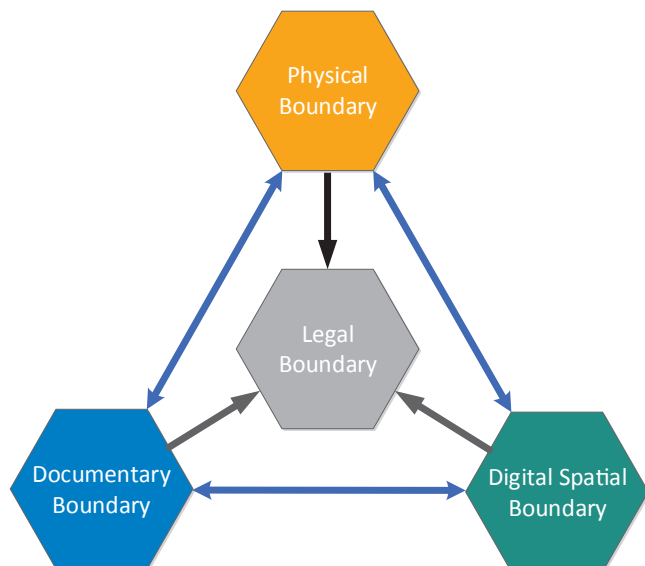 Physical
Boundary
Legal
Boundary
Documentary
Boundary
Digital Spatial
Boundary